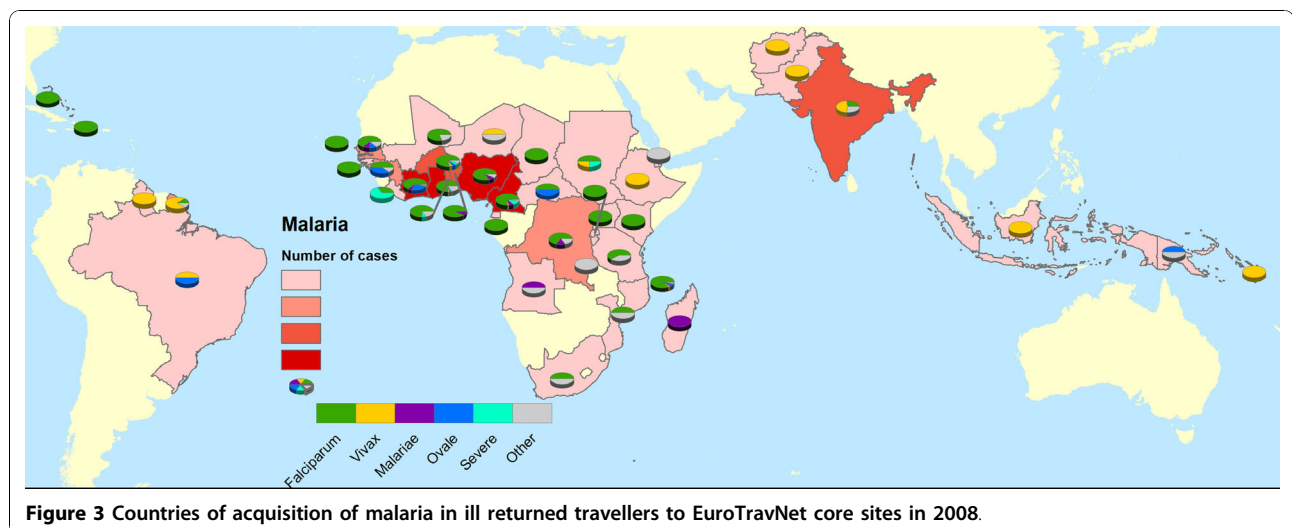 Malaria
Number of cases
Falciparum
Vivax
Malariae
Ovale
Severe
Other
Figure 3 Countries of acquisition of malaria in ill returned travellers to EuroTravNet core sites in 2008.